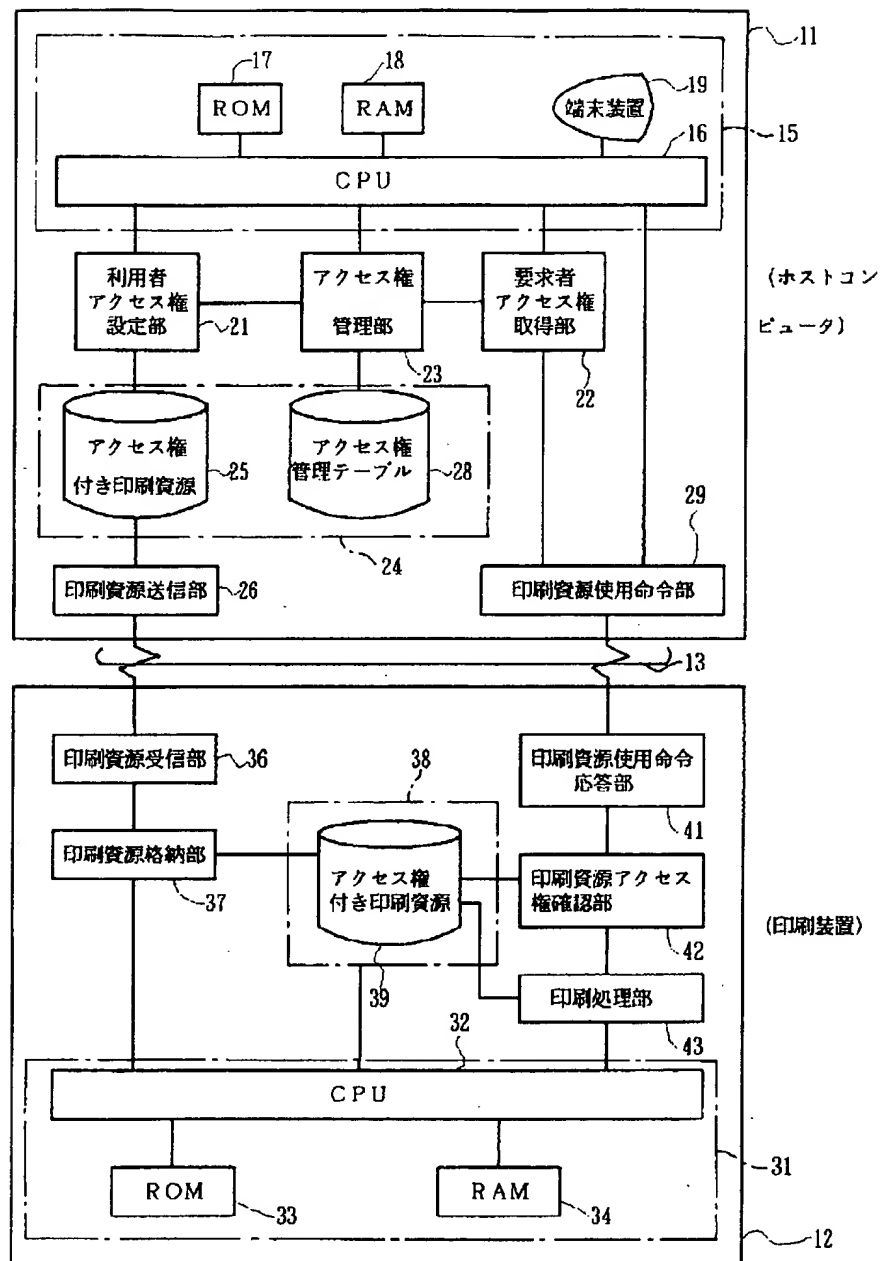 11
17
18
19
ROM
RAM
端末装置
16
15
CPU
利用者
アクセス権
設定部
21
アクセス権
管理部
23
要求者
アクセス権
取得部
22
(ホストコン
ピュータ)
アクセス権
付き印刷資源
25
アクセス権
管理テーブル
28
24
29
印刷資源送信部
26
印刷資源使用命令部
13
印刷資源受信部
36
38
印刷資源使用命令
応答部
41
印刷資源格納部
37
アクセス権
付き印刷資源
39
印刷資源アクセス
権確認部
42
(印刷装置)
印刷処理部
43
32
CPU
31
ROM
33
RAM
34
12